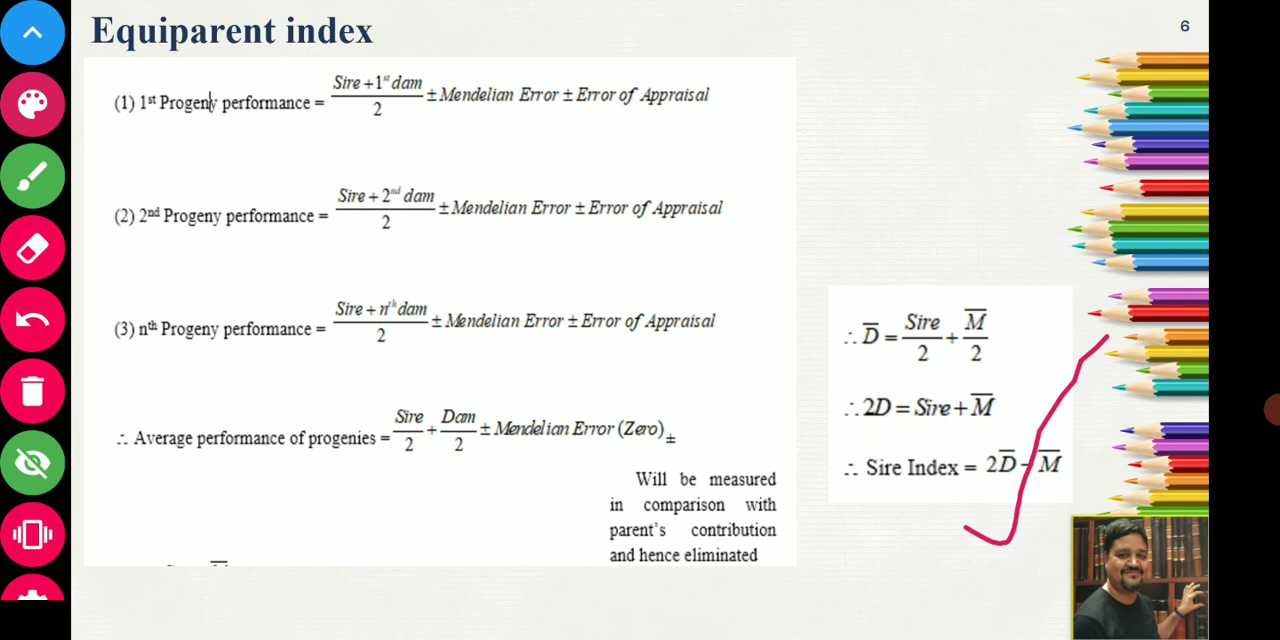 Equiparent index
6
(1) 1st Progeny performance = (Sire + 1st dam)/2 ± Mendelian Error ± Error of Appraisal
(2) 2nd Progeny performance = (Sire + 2nd dam)/2 ± Mendelian Error ± Error of Appraisal
(3) nth Progeny performance = (Sire + nth dam)/2 ± Mendelian Error ± Error of Appraisal
∴ Average performance of progenies = Sire/2 + Dam/2 ± Mendelian Error (Zero) ±
Will be measured
in comparison with
parent's contribution
and hence eliminated
∴ D̅ = Sire/2 + M̅/2
∴ 2D = Sire + M̅
∴ Sire Index = 2D̅ - M̅